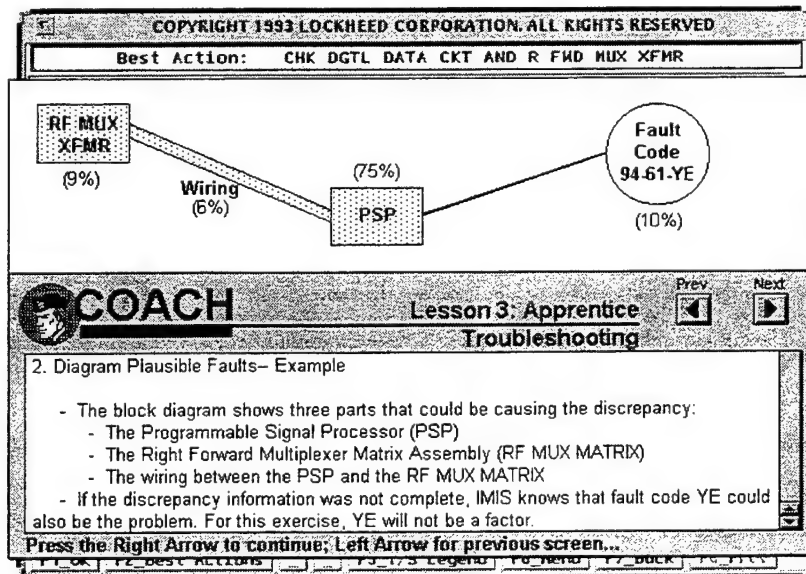 COPYRIGHT 1993 LOCKHEED CORPORATION. ALL RIGHTS RESERVED
Best Action: CHK DGTL DATA CKT AND R FWD MUX XFMR
RF MUX
XFMR
(9%)
Wiring
(6%)
(75%)
PSP
Fault
Code
94-61-YE
(10%)
COACH
Lesson 3: Apprentice
Troubleshooting
Prev
Next
2. Diagram Plausible Faults– Example
- The block diagram shows three parts that could be causing the discrepancy:
- The Programmable Signal Processor (PSP)
- The Right Forward Multiplexer Matrix Assembly (RF MUX MATRIX)
- The wiring between the PSP and the RF MUX MATRIX
- If the discrepancy information was not complete, IMIS knows that fault code YE could
also be the problem. For this exercise, YE will not be a factor.
Press the Right Arrow to continue; Left Arrow for previous screen...